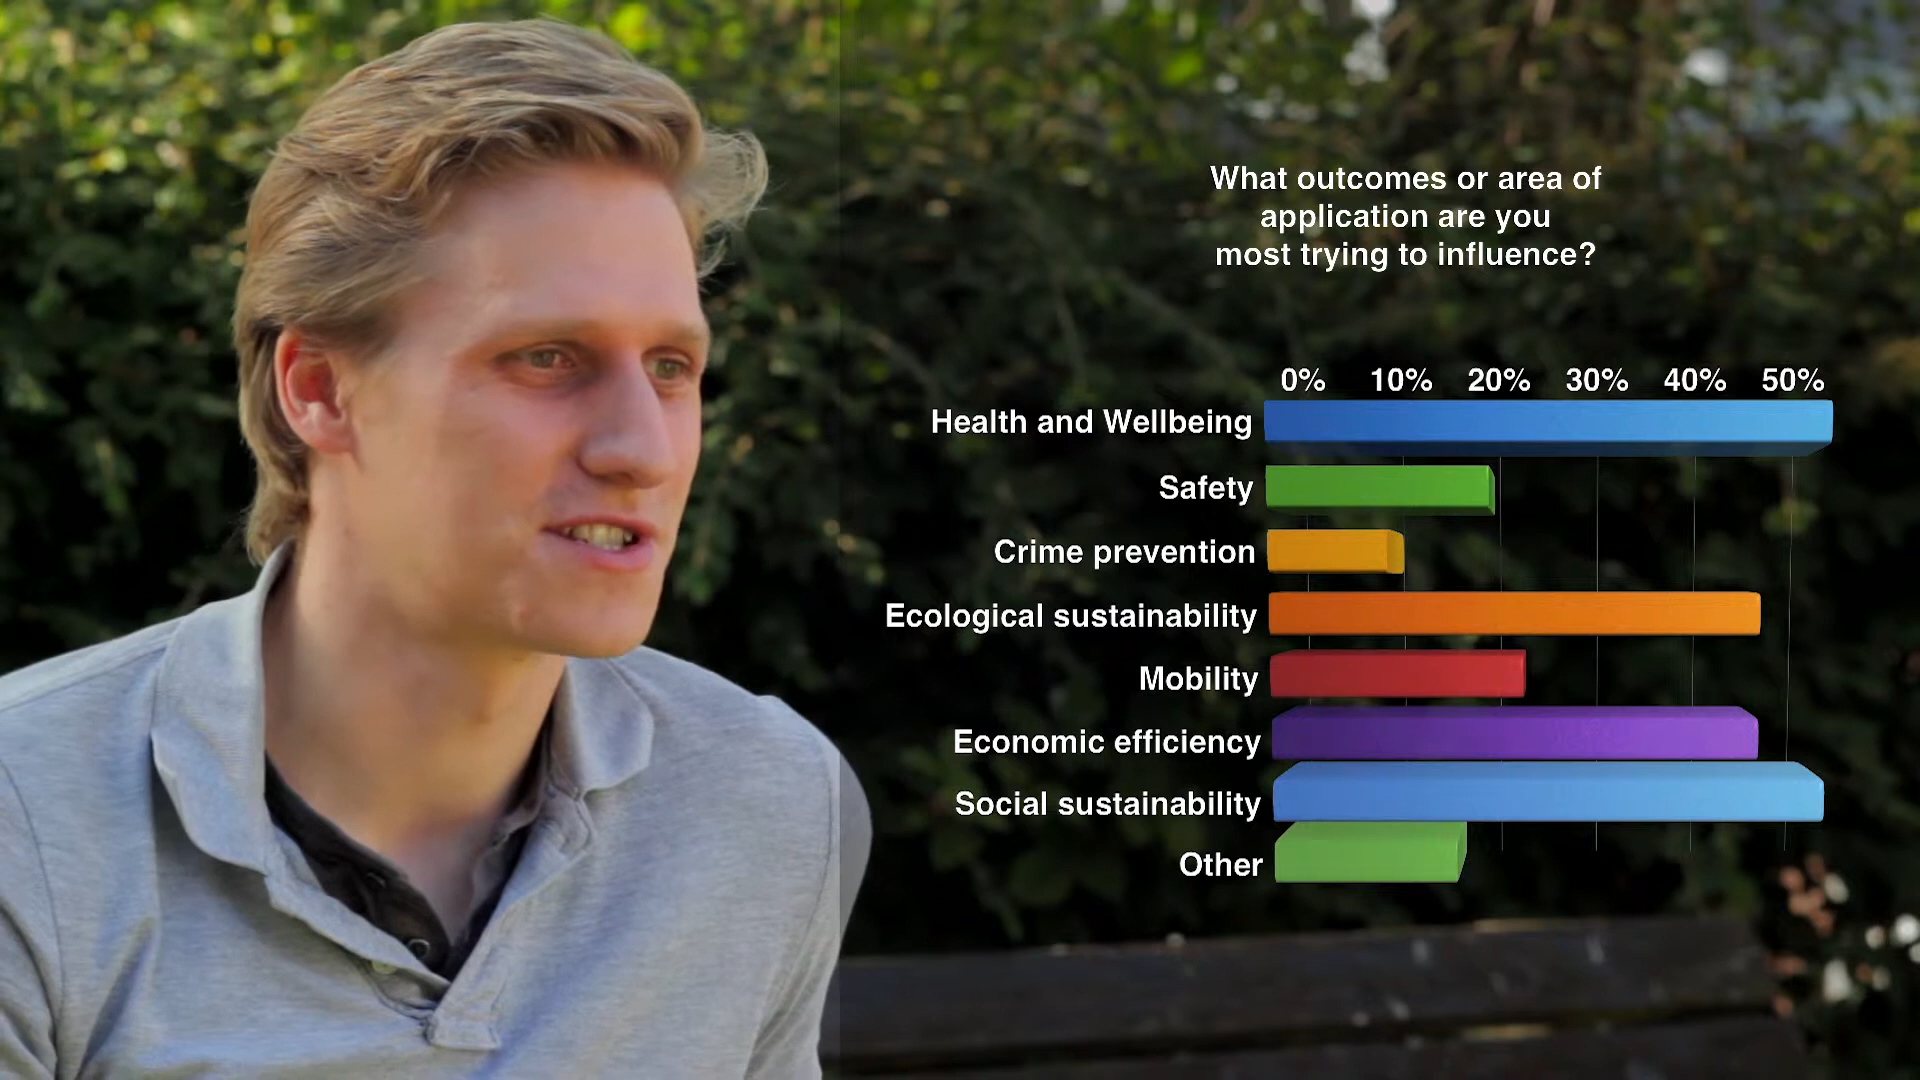 What outcomes or area of
application are you
most trying to influence?
0% 10% 20% 30% 40% 50%
Health and Wellbeing
Safety
Crime prevention
Ecological sustainability
Mobility
Economic efficiency
Social sustainability
Other